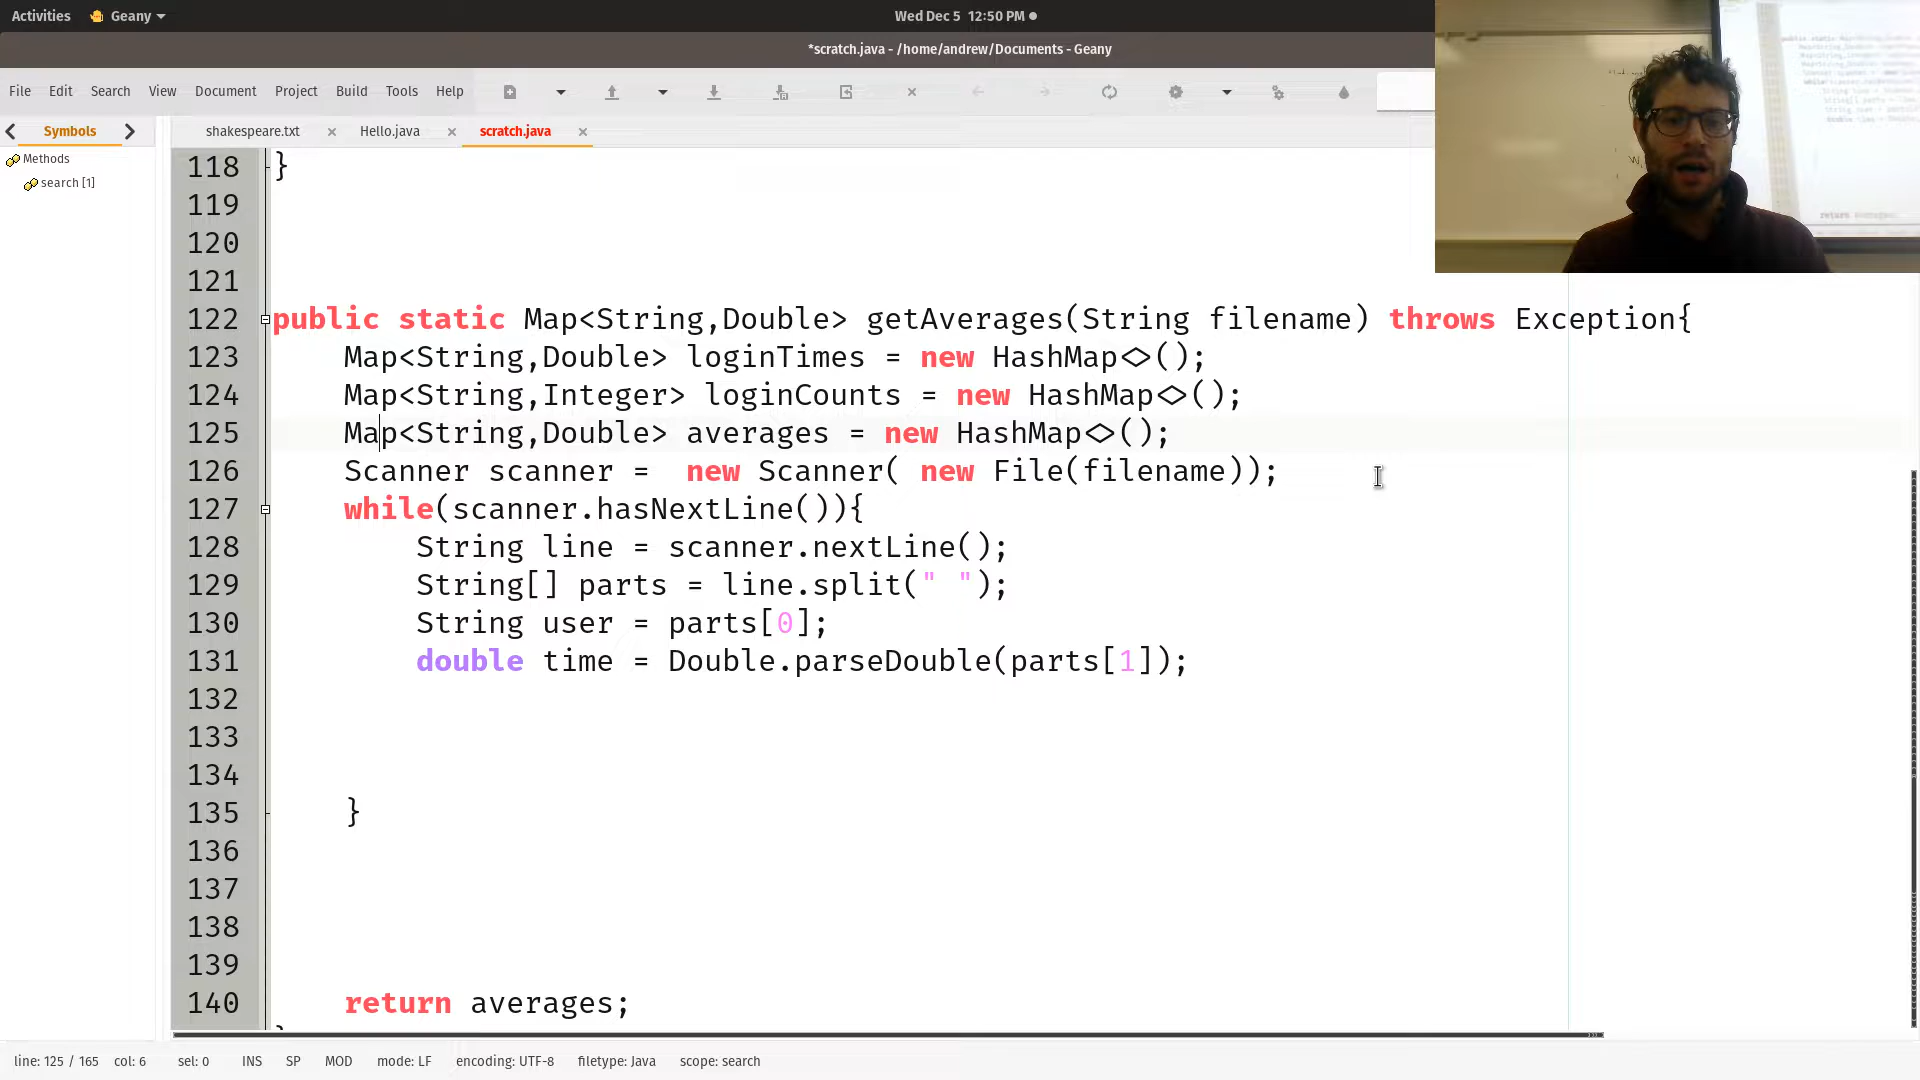 Activities Geany Wed Dec 5 12:50 PM
*scratch.java - /home/andrew/Documents - Geany
File Edit Search View Document Project Build Tools Help
Symbols shakespeare.txt Hello.java scratch.java
Methods
search [1]
118 }
119
120
121
122 public static Map<String,Double> getAverages(String filename) throws Exception{
123 Map<String,Double> loginTimes = new HashMap<>();
124 Map<String,Integer> loginCounts = new HashMap<>();
125 Map<String,Double> averages = new HashMap<>();
126 Scanner scanner =  new Scanner( new File(filename));
127 while(scanner.hasNextLine()){
128 String line = scanner.nextLine();
129 String[] parts = line.split(" ");
130 String user = parts[0];
131 double time = Double.parseDouble(parts[1]);
132
133
134
135 }
136
137
138
139
140 return averages;
line: 125 / 165 col: 6 sel: 0 INS SP MOD mode: LF encoding: UTF-8 filetype: Java scope: search